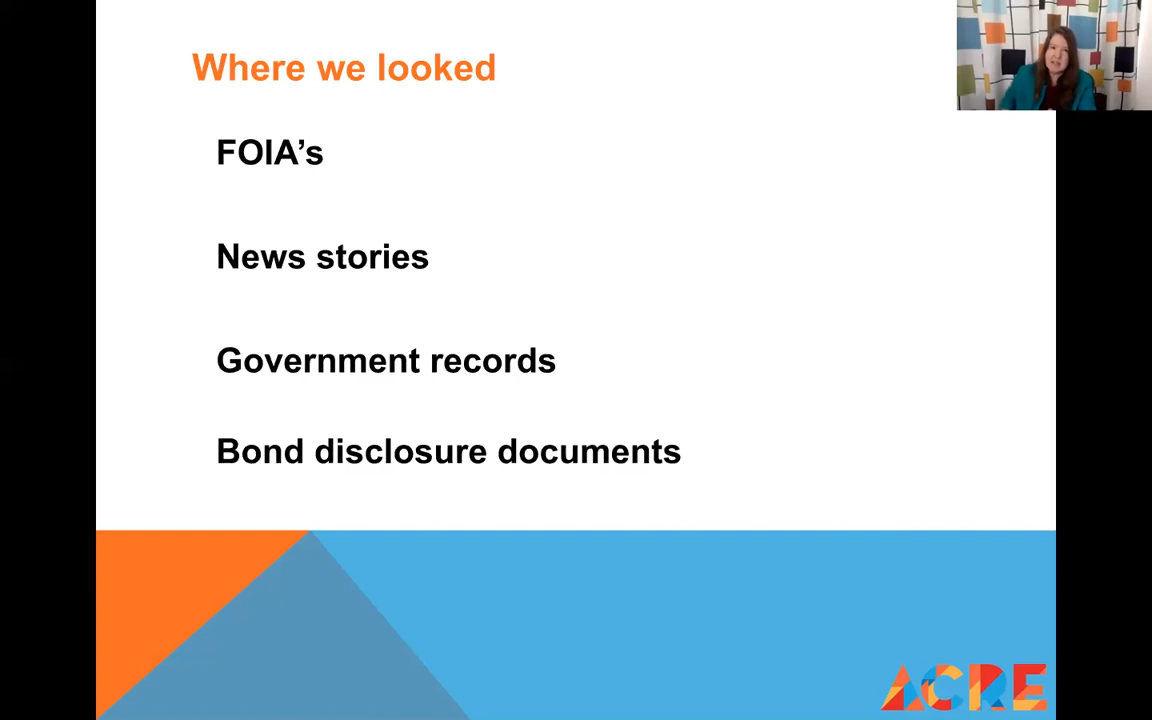 Where we looked
FOIA’s
News stories
Government records
Bond disclosure documents
ACRE